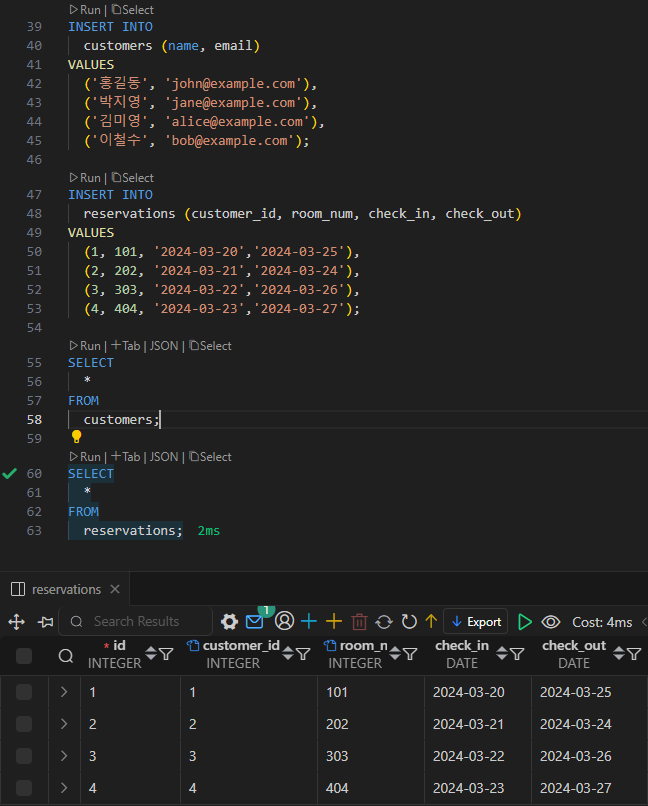 Run | Select
39 INSERT INTO
40 customers (name, email)
41 VALUES
42 ('홍길동', 'john@example.com'),
43 ('박지영', 'jane@example.com'),
44 ('김미영', 'alice@example.com'),
45 ('이철수', 'bob@example.com');
46
Run | Select
47 INSERT INTO
48 reservations (customer_id, room_num, check_in, check_out)
49 VALUES
50 (1, 101, '2024-03-20','2024-03-25'),
51 (2, 202, '2024-03-21','2024-03-24'),
52 (3, 303, '2024-03-22','2024-03-26'),
53 (4, 404, '2024-03-23','2024-03-27');
54
Run | +Tab | JSON | Select
55 SELECT
56 *
57 FROM
58 customers;
59
Run | +Tab | JSON | Select
60 SELECT
61 *
62 FROM
63 reservations; 2ms
reservations
Search Results 1 Export Cost: 4ms
* id customer_id room_n check_in check_out
INTEGER INTEGER INTEGER DATE DATE
1 1 101 2024-03-20 2024-03-25
2 2 202 2024-03-21 2024-03-24
3 3 303 2024-03-22 2024-03-26
4 4 404 2024-03-23 2024-03-27